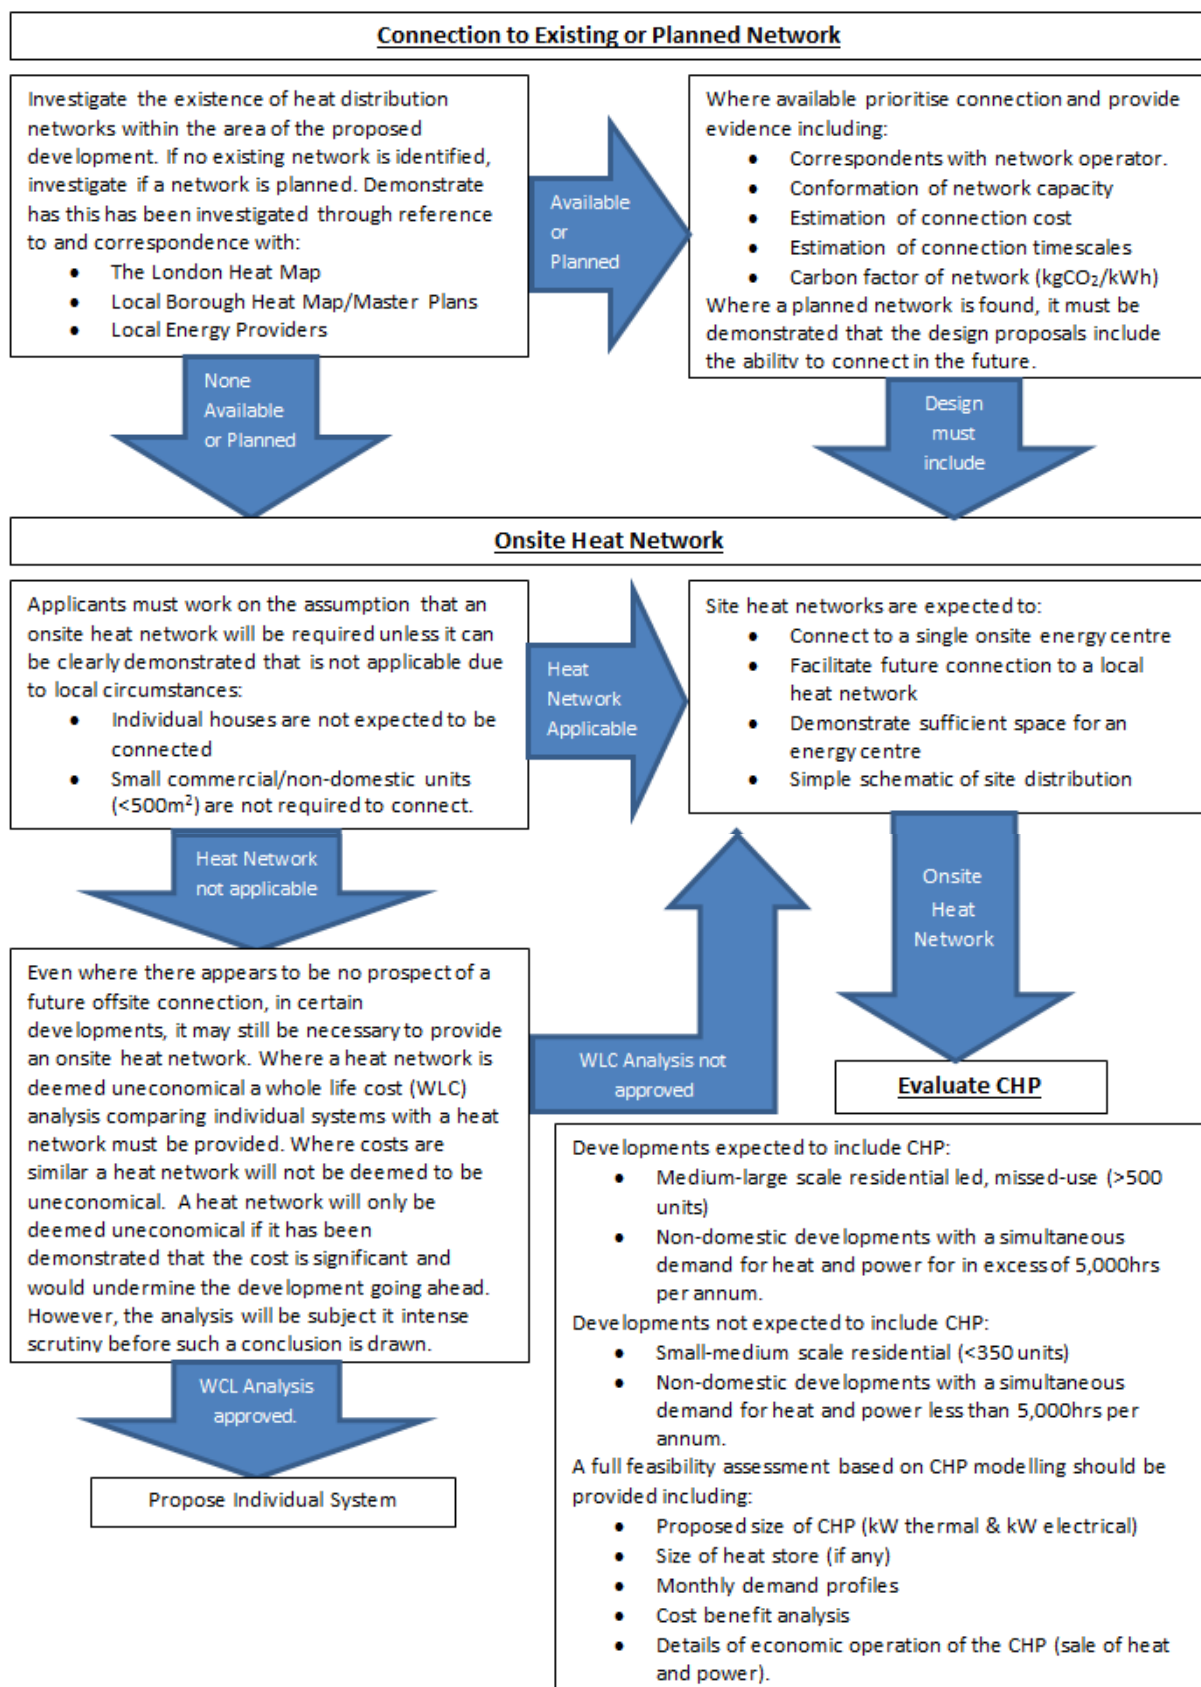 Connection to Existing or Planned Network
Investigate the existence of heat distribution
networks within the area of the proposed
development. If no existing network is identified,
investigate if a network is planned. Demonstrate
has this has been investigated through reference
to and correspondence with:
• The London Heat Map
• Local Borough Heat Map/Master Plans
• Local Energy Providers
Available
or
Planned
Where available prioritise connection and provide
evidence including:
• Correspondents with network operator.
• Conformation of network capacity
• Estimation of connection cost
• Estimation of connection timescales
• Carbon factor of network (kgCO₂/kWh)
Where a planned network is found, it must be
demonstrated that the design proposals include
the ability to connect in the future.
None
Available
or Planned
Design
must
include
Onsite Heat Network
Applicants must work on the assumption that an
onsite heat network will be required unless it can
be clearly demonstrated that is not applicable due
to local circumstances:
• Individual houses are not expected to be
connected
• Small commercial/non-domestic units
(<500m²) are not required to connect.
Heat
Network
Applicable
Site heat networks are expected to:
• Connect to a single onsite energy centre
• Facilitate future connection to a local
heat network
• Demonstrate sufficient space for an
energy centre
• Simple schematic of site distribution
Heat Network
not applicable
Onsite
Heat
Network
Even where there appears to be no prospect of a
future offsite connection, in certain
developments, it may still be necessary to provide
an onsite heat network. Where a heat network is
deemed uneconomical a whole life cost (WLC)
analysis comparing individual systems with a heat
network must be provided. Where costs are
similar a heat network will not be deemed to be
uneconomical. A heat network will only be
deemed uneconomical if it has been
demonstrated that the cost is significant and
would undermine the development going ahead.
However, the analysis will be subject it intense
scrutiny before such a conclusion is drawn.
WLC Analysis not
approved
Evaluate CHP
WCL Analysis
approved.
Propose Individual System
Developments expected to include CHP:
• Medium-large scale residential led, missed-use (>500
units)
• Non-domestic developments with a simultaneous
demand for heat and power for in excess of 5,000hrs
per annum.
Developments not expected to include CHP:
• Small-medium scale residential (<350 units)
• Non-domestic developments with a simultaneous
demand for heat and power less than 5,000hrs per
annum.
A full feasibility assessment based on CHP modelling should be
provided including:
• Proposed size of CHP (kW thermal & kW electrical)
• Size of heat store (if any)
• Monthly demand profiles
• Cost benefit analysis
• Details of economic operation of the CHP (sale of heat
and power).